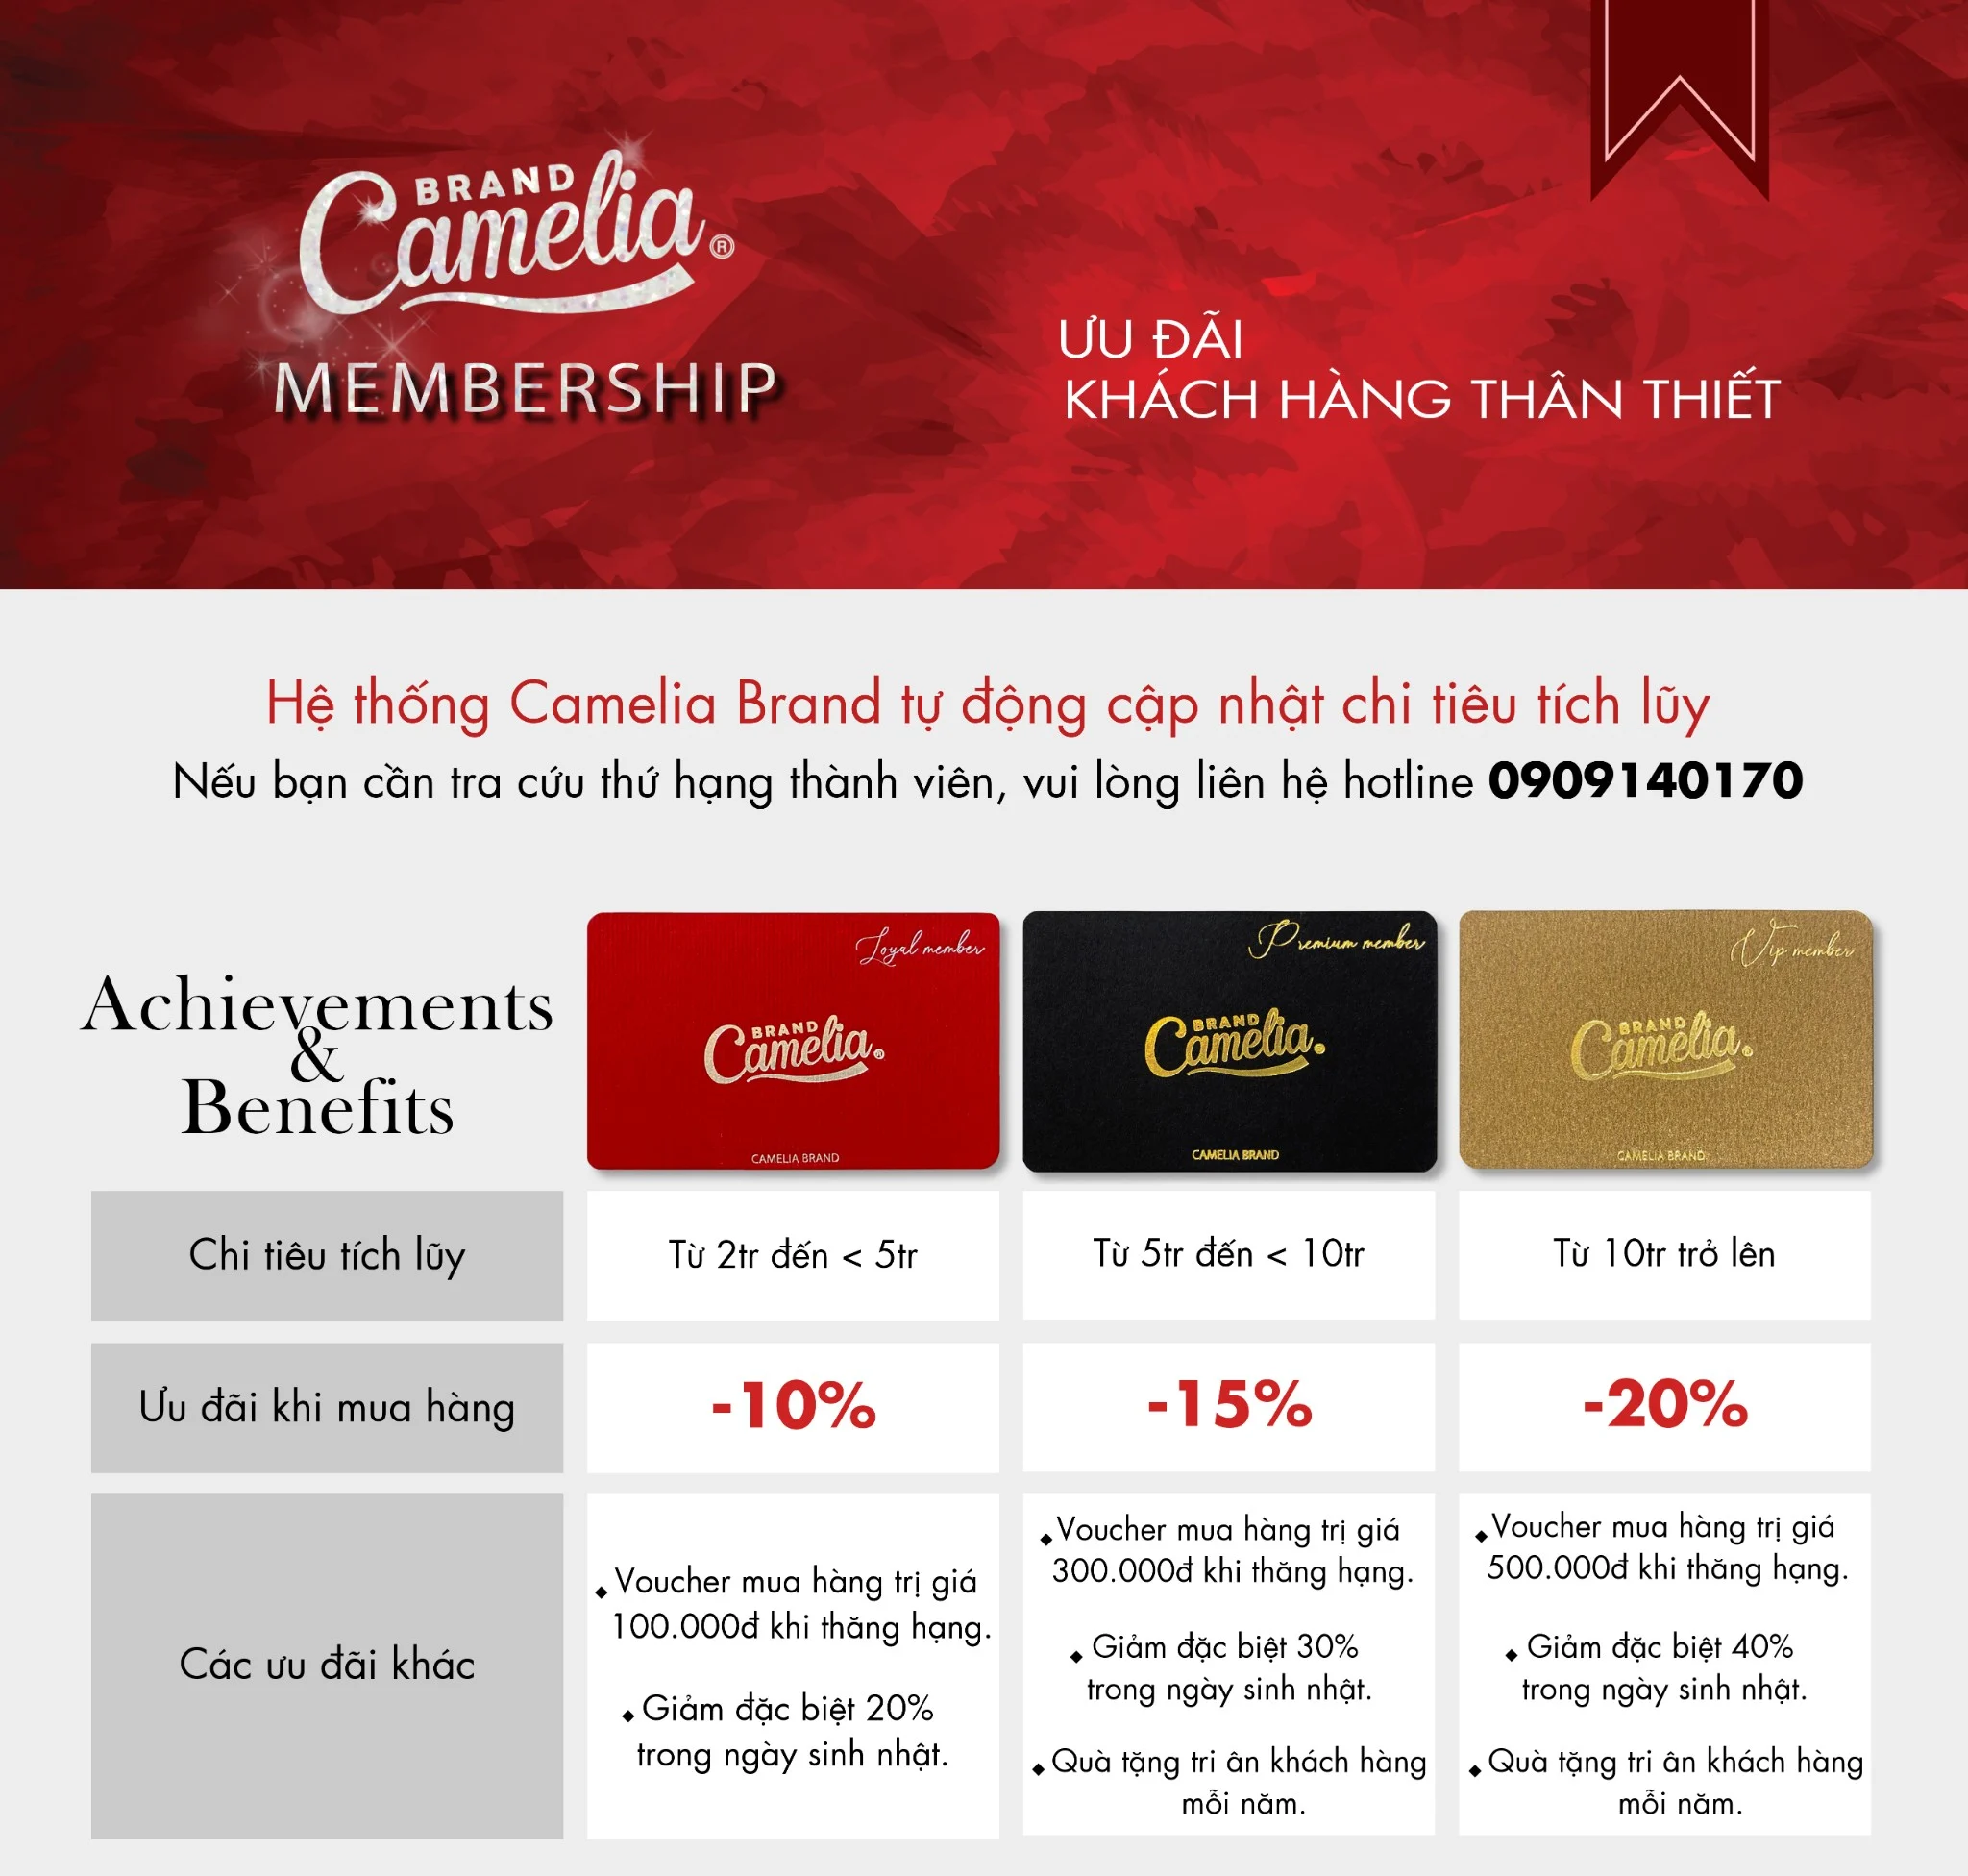 BRAND
Camelia®
MEMBERSHIP
ƯU ĐÃI
KHÁCH HÀNG THÂN THIẾT
Hệ thống Camelia Brand tự động cập nhật chi tiêu tích lũy
Nếu bạn cần tra cứu thứ hạng thành viên, vui lòng liên hệ hotline 0909140170
Achievements
&
Benefits
Loyal member
BRAND
Camelia®
CAMELIA BRAND
Premium member
BRAND
Camelia®
CAMELIA BRAND
Vip member
BRAND
Camelia®
CAMELIA BRAND
Chi tiêu tích lũy
Từ 2tr đến < 5tr
Từ 5tr đến < 10tr
Từ 10tr trở lên
Ưu đãi khi mua hàng
-10%
-15%
-20%
Các ưu đãi khác
◆ Voucher mua hàng trị giá
100.000đ khi thăng hạng.
◆ Giảm đặc biệt 20%
trong ngày sinh nhật.
◆ Voucher mua hàng trị giá
300.000đ khi thăng hạng.
◆ Giảm đặc biệt 30%
trong ngày sinh nhật.
◆ Quà tặng tri ân khách hàng
mỗi năm.
◆ Voucher mua hàng trị giá
500.000đ khi thăng hạng.
◆ Giảm đặc biệt 40%
trong ngày sinh nhật.
◆ Quà tặng tri ân khách hàng
mỗi năm.